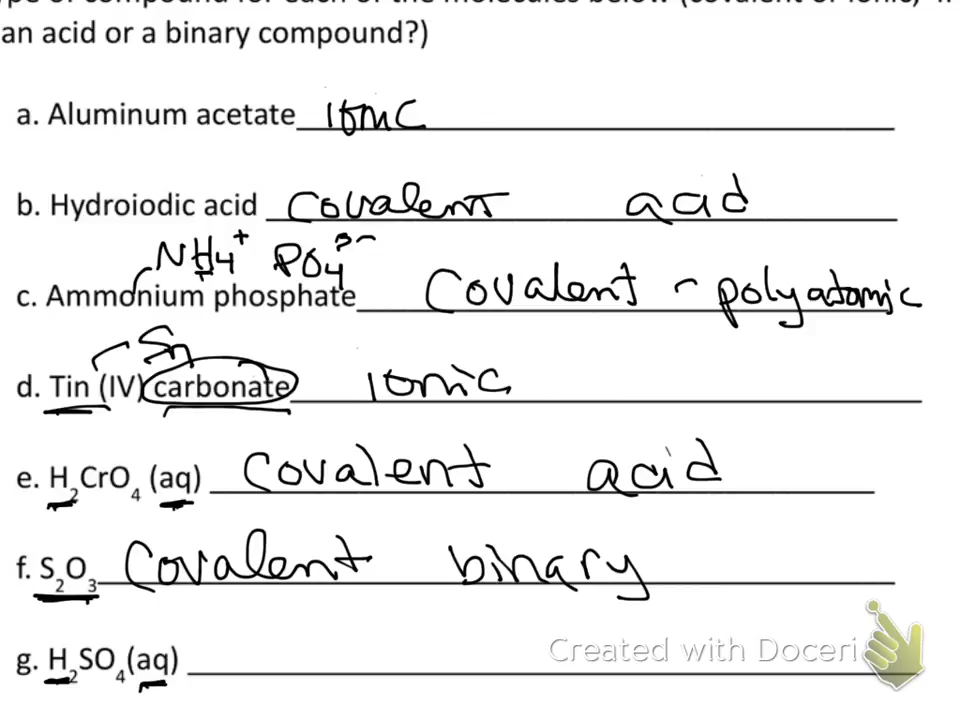 an acid or a binary compound?)
a. Aluminum acetate ionic
b. Hydroiodic acid covalent acid
NH4+ PO4 3-
c. Ammonium phosphate Covalent - polyatomic
Sn
d. Tin (IV) carbonate ionic
e. H2CrO4 (aq) Covalent acid
f. S2O3 Covalent binary
Created with Doceri
g. H2SO4(aq)